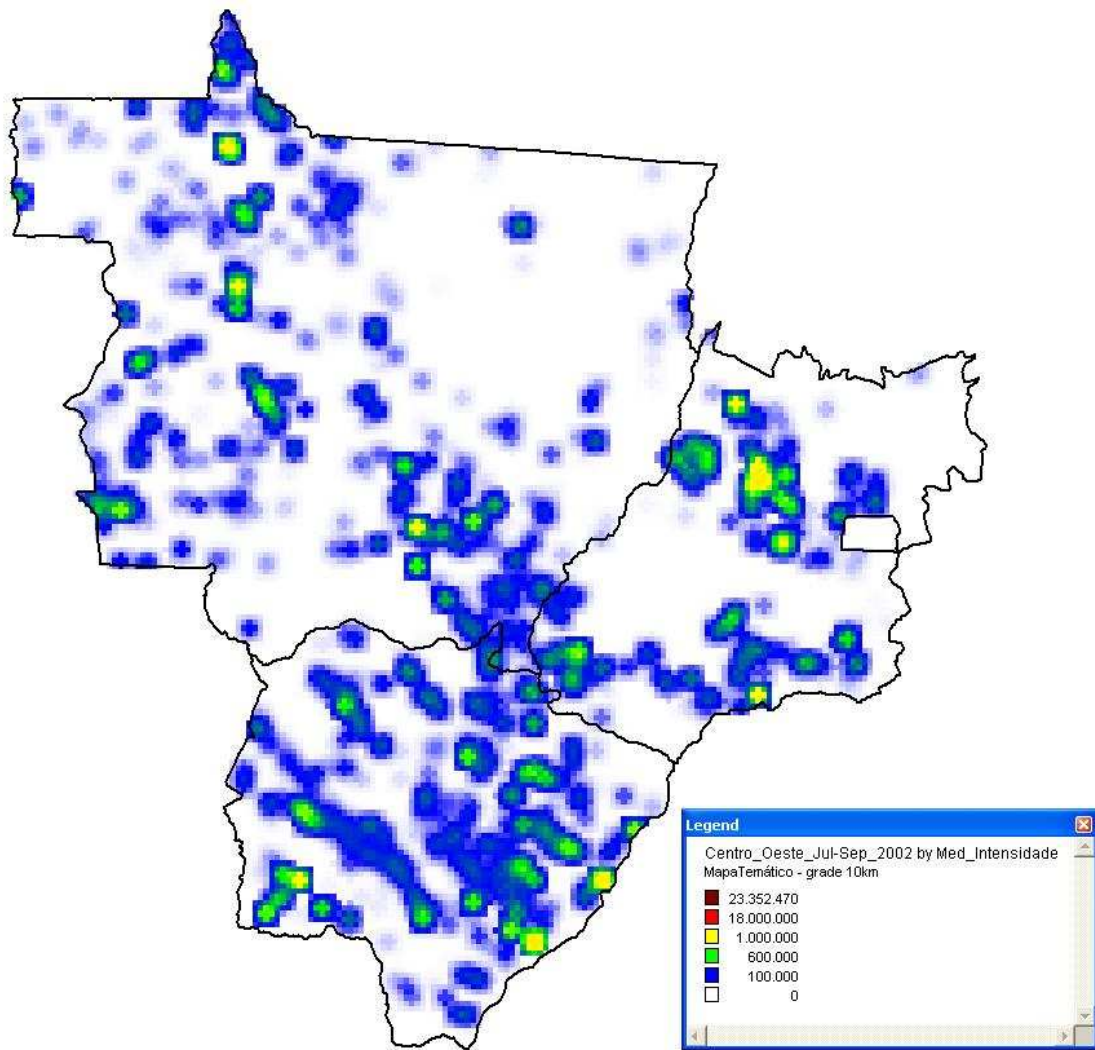 Legend
Centro_Oeste_Jul-Sep_2002 by Med_Intensidade
MapaTemático - grade 10km
23.352.470
18.000.000
1.000.000
600.000
100.000
0